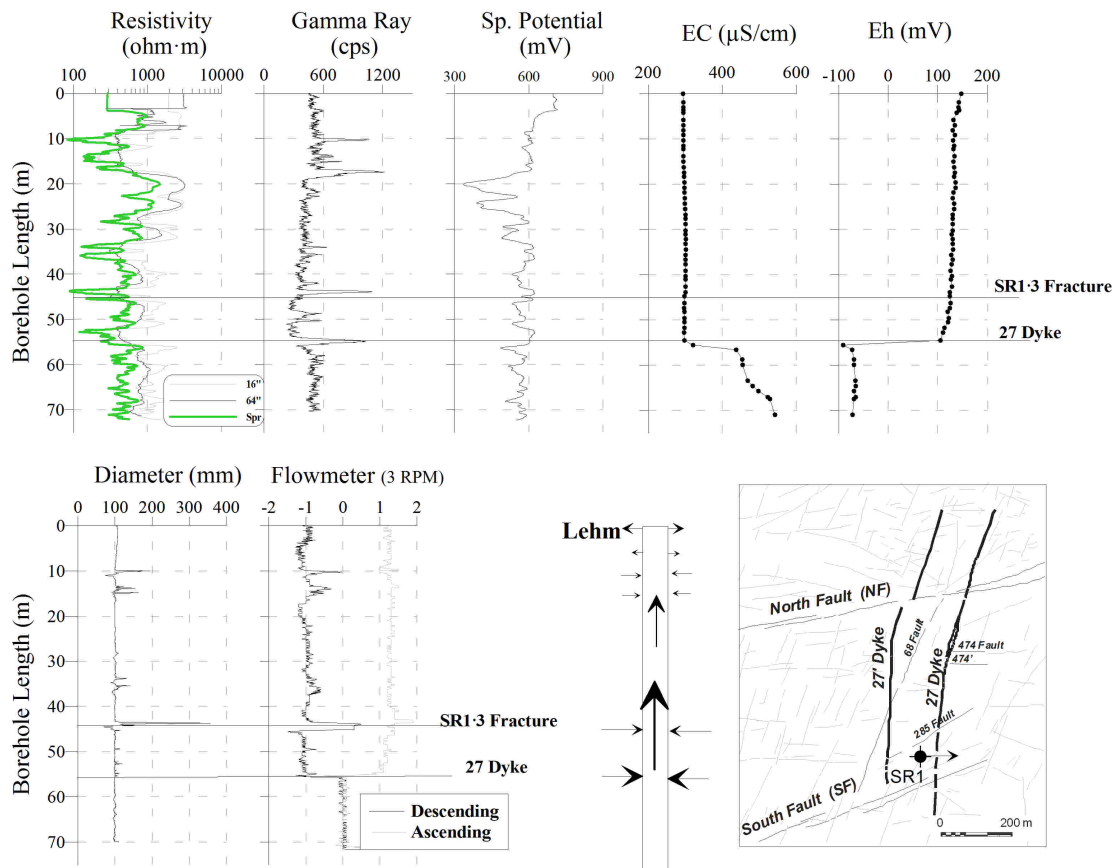 Resistivity
(ohm·m)
Gamma Ray
(cps)
Sp. Potential
(mV)
EC (µS/cm)
Eh (mV)
100 1000 10000
0 600 1200
300 600 900
200 400 600
-100 0 100 200
Borehole Length (m)
0
10
20
30
40
50
60
70
16"
64"
Spr
SR1·3 Fracture
27 Dyke
Diameter (mm)
Flowmeter (3 RPM)
0 100 200 300 400
-2 -1 0 1 2
Borehole Length (m)
0
10
20
30
40
50
60
70
SR1·3 Fracture
27 Dyke
Descending
Ascending
Lehm
North Fault (NF)
27' Dyke
68 Fault
27 Dyke
474 Fault
474'
285 Fault
SR1
South Fault (SF)
0 200 m